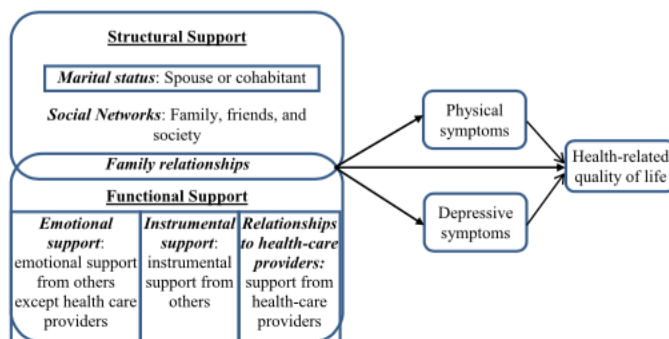 Structural Support
Marital status: Spouse or cohabitant
Social Networks: Family, friends, and
society
Family relationships
Functional Support
Emotional
support:
emotional support
from others
except health care
providers
Instrumental
support:
instrumental
support from
others
Relationships
to health-care
providers:
support from
health-care
providers
Physical
symptoms
Depressive
symptoms
Health-related
quality of life